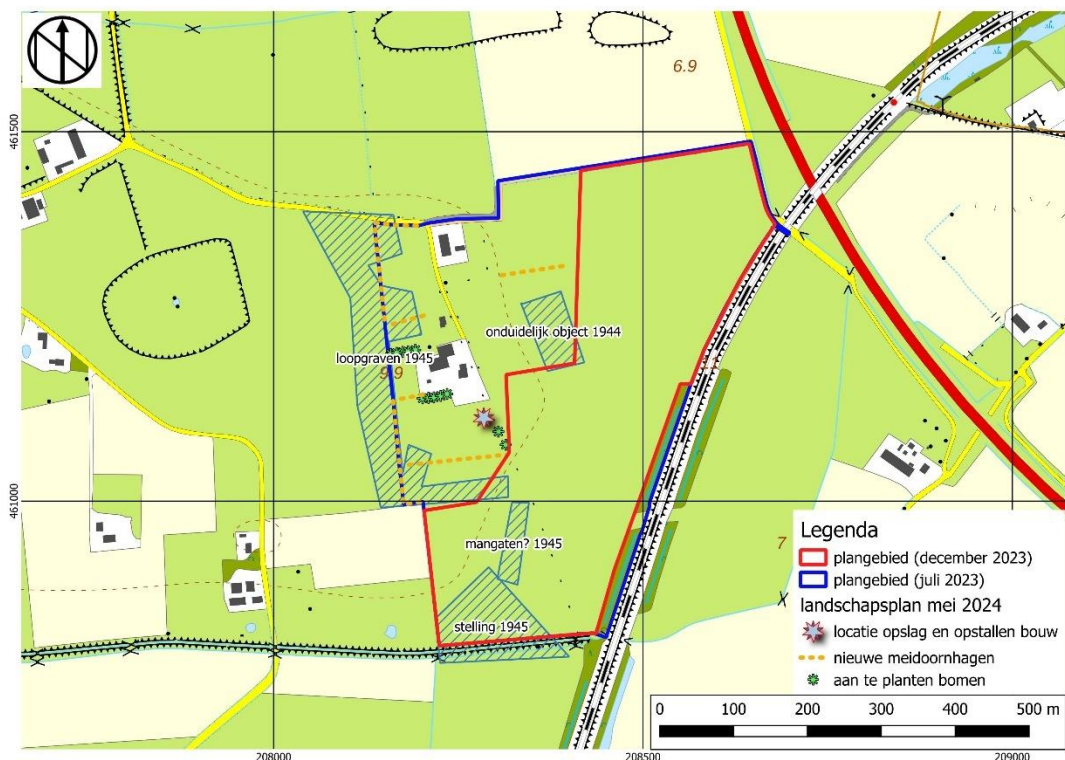 6.9
461500
onduidelijk object 1944
loopgraven 1945
9.9
461000
mangaten? 1945
7
stelling 1945
Legenda
plangebied (december 2023)
plangebied (juli 2023)
landschapsplan mei 2024
locatie opslag en opstallen bouw
nieuwe meidoornhagen
aan te planten bomen
0 100 200 300 400 500 m
208000 208500 209000